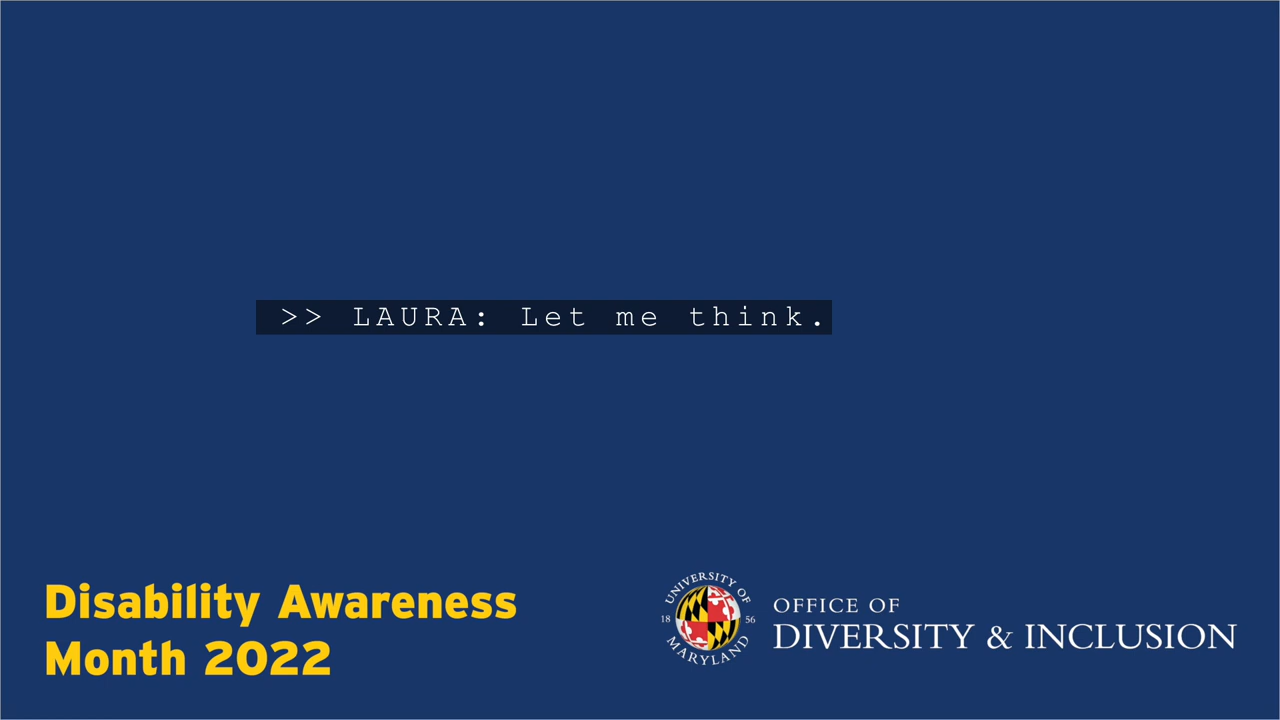 >> LAURA: Let me think.
Disability Awareness
Month 2022
UNIVERSITY OF
18 56
MARYLAND
OFFICE OF
DIVERSITY & INCLUSION